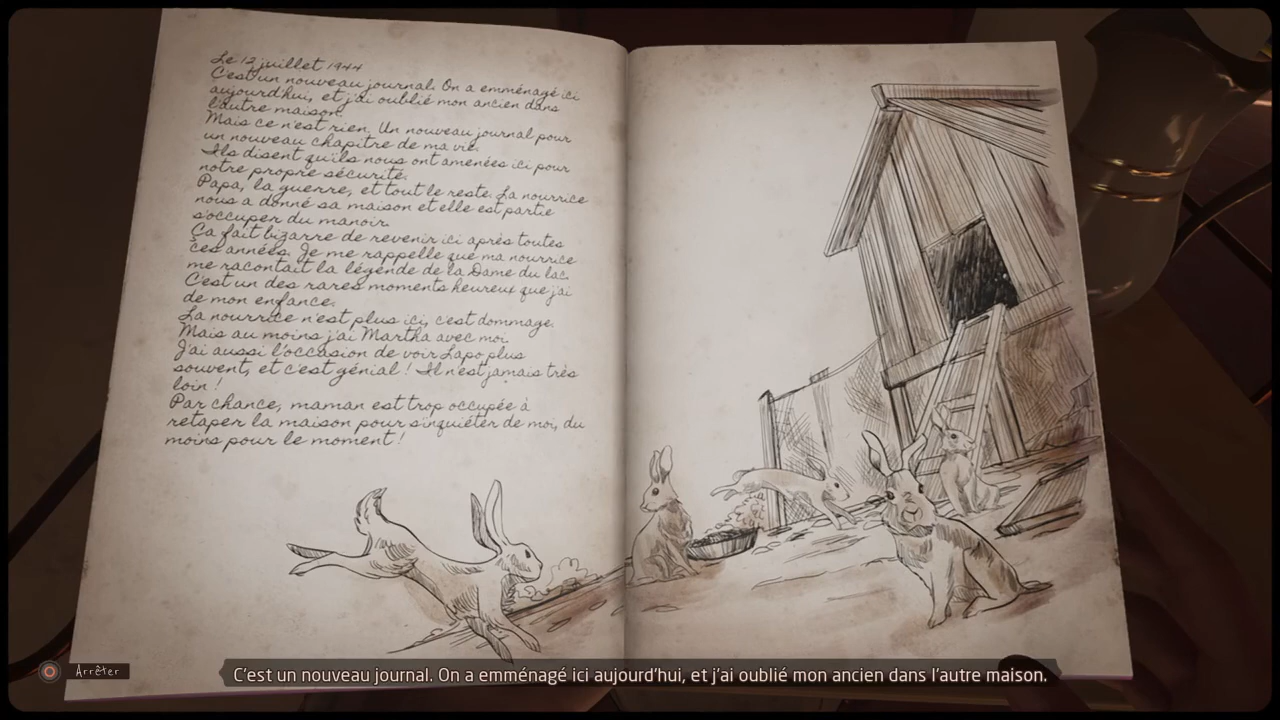 Le 12 juillet 1944
C'est un nouveau journal. On a emménagé ici
aujourd'hui, et j'ai oublié mon ancien dans
l'autre maison.
Mais ce n'est rien. Un nouveau journal pour
un nouveau chapitre de ma vie.
Ils disent qu'ils nous ont amenées ici pour
notre propre sécurité.
Papa, la guerre, et tout le reste. La nourrice
nous a donné sa maison et elle est partie
s'occuper du manoir.
Ça fait bizarre de revenir ici après toutes
ces années. Je me rappelle que ma nourrice
me racontait la légende de la Dame du lac.
C'est un des rares moments heureux que j'ai
de mon enfance.
La nourrice n'est plus ici, c'est dommage.
Mais au moins j'ai Martha avec moi.
J'ai aussi l'occasion de voir Lapo plus
souvent, et c'est génial ! Il n'est jamais très
loin !
Par chance, maman est trop occupée à
retaper la maison pour s'inquiéter de moi, du
moins pour le moment !
Arrêter
C'est un nouveau journal. On a emménagé ici aujourd'hui, et j'ai oublié mon ancien dans l'autre maison.